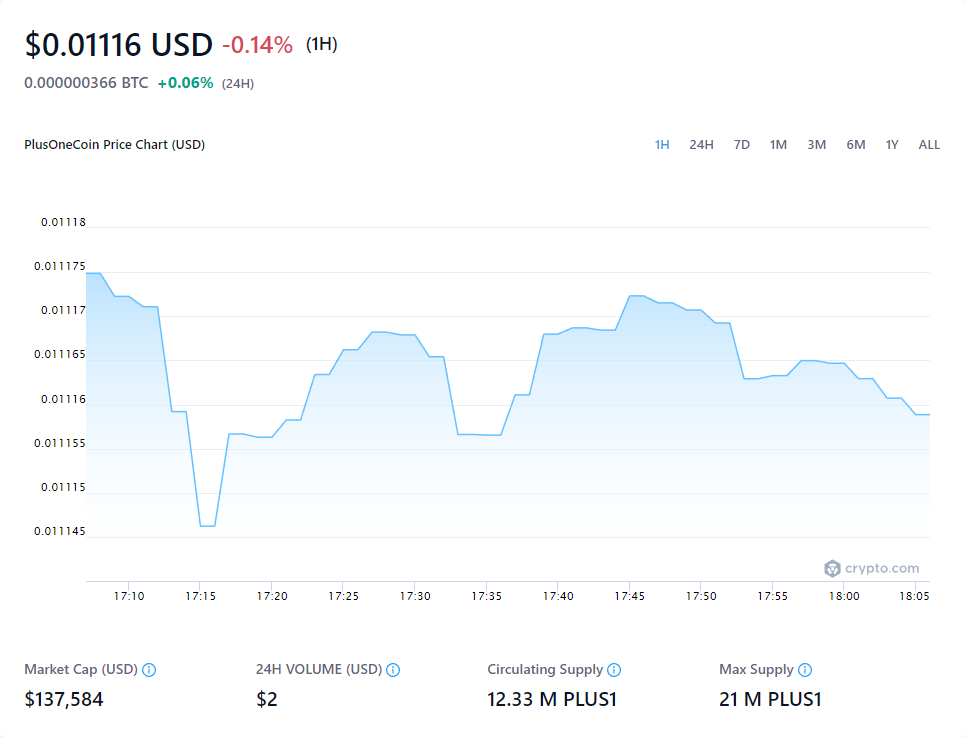 $0.01116 USD -0.14% (1H)
0.000000366 BTC +0.06% (24H)
PlusOneCoin Price Chart (USD)
1H 24H 7D 1M 3M 6M 1Y ALL
0.01118
0.011175
0.01117
0.011165
0.01116
0.011155
0.01115
0.011145
crypto.com
17:10 17:15 17:20 17:25 17:30 17:35 17:40 17:45 17:50 17:55 18:00 18:05
Market Cap (USD) 24H VOLUME (USD) Circulating Supply Max Supply
$137,584 $2 12.33 M PLUS1 21 M PLUS1